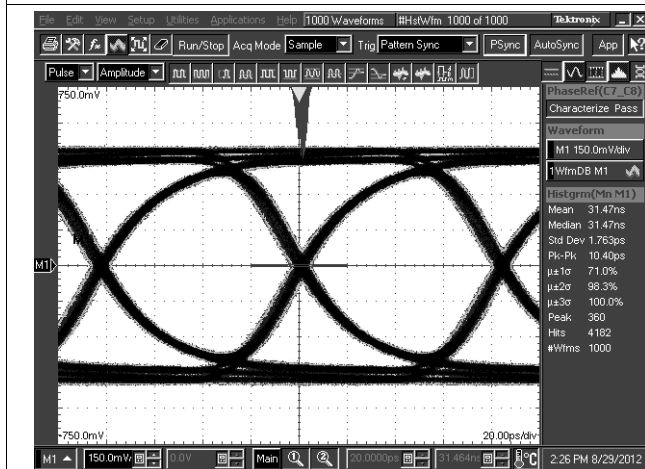 File Edit View Setup Utilities Applications Help 1000 Waveforms #HstWfm 1000 of 1000 Tektronix
Run/Stop Acq Mode Sample Trig Pattern Sync PSync AutoSync App
Pulse Amplitude
750.0mV
PhaseRef(C7_C8)
Characterize Pass
Waveform
M1 150.0mV/div
1WfmDB M1
Histgrm(Mn M1)
Mean 31.47ns
Median 31.47ns
Std Dev 1.763ps
Pk-Pk 10.40ps
µ±1σ 71.0%
µ±2σ 98.3%
µ±3σ 100.0%
Peak 360
Hits 4182
#Wfms 1000
M1
-750.0mV 20.00ps/div
M1 150.0mV/ 0.0V Main 20.0000ps 31.464n °C 2:26 PM 8/29/2012